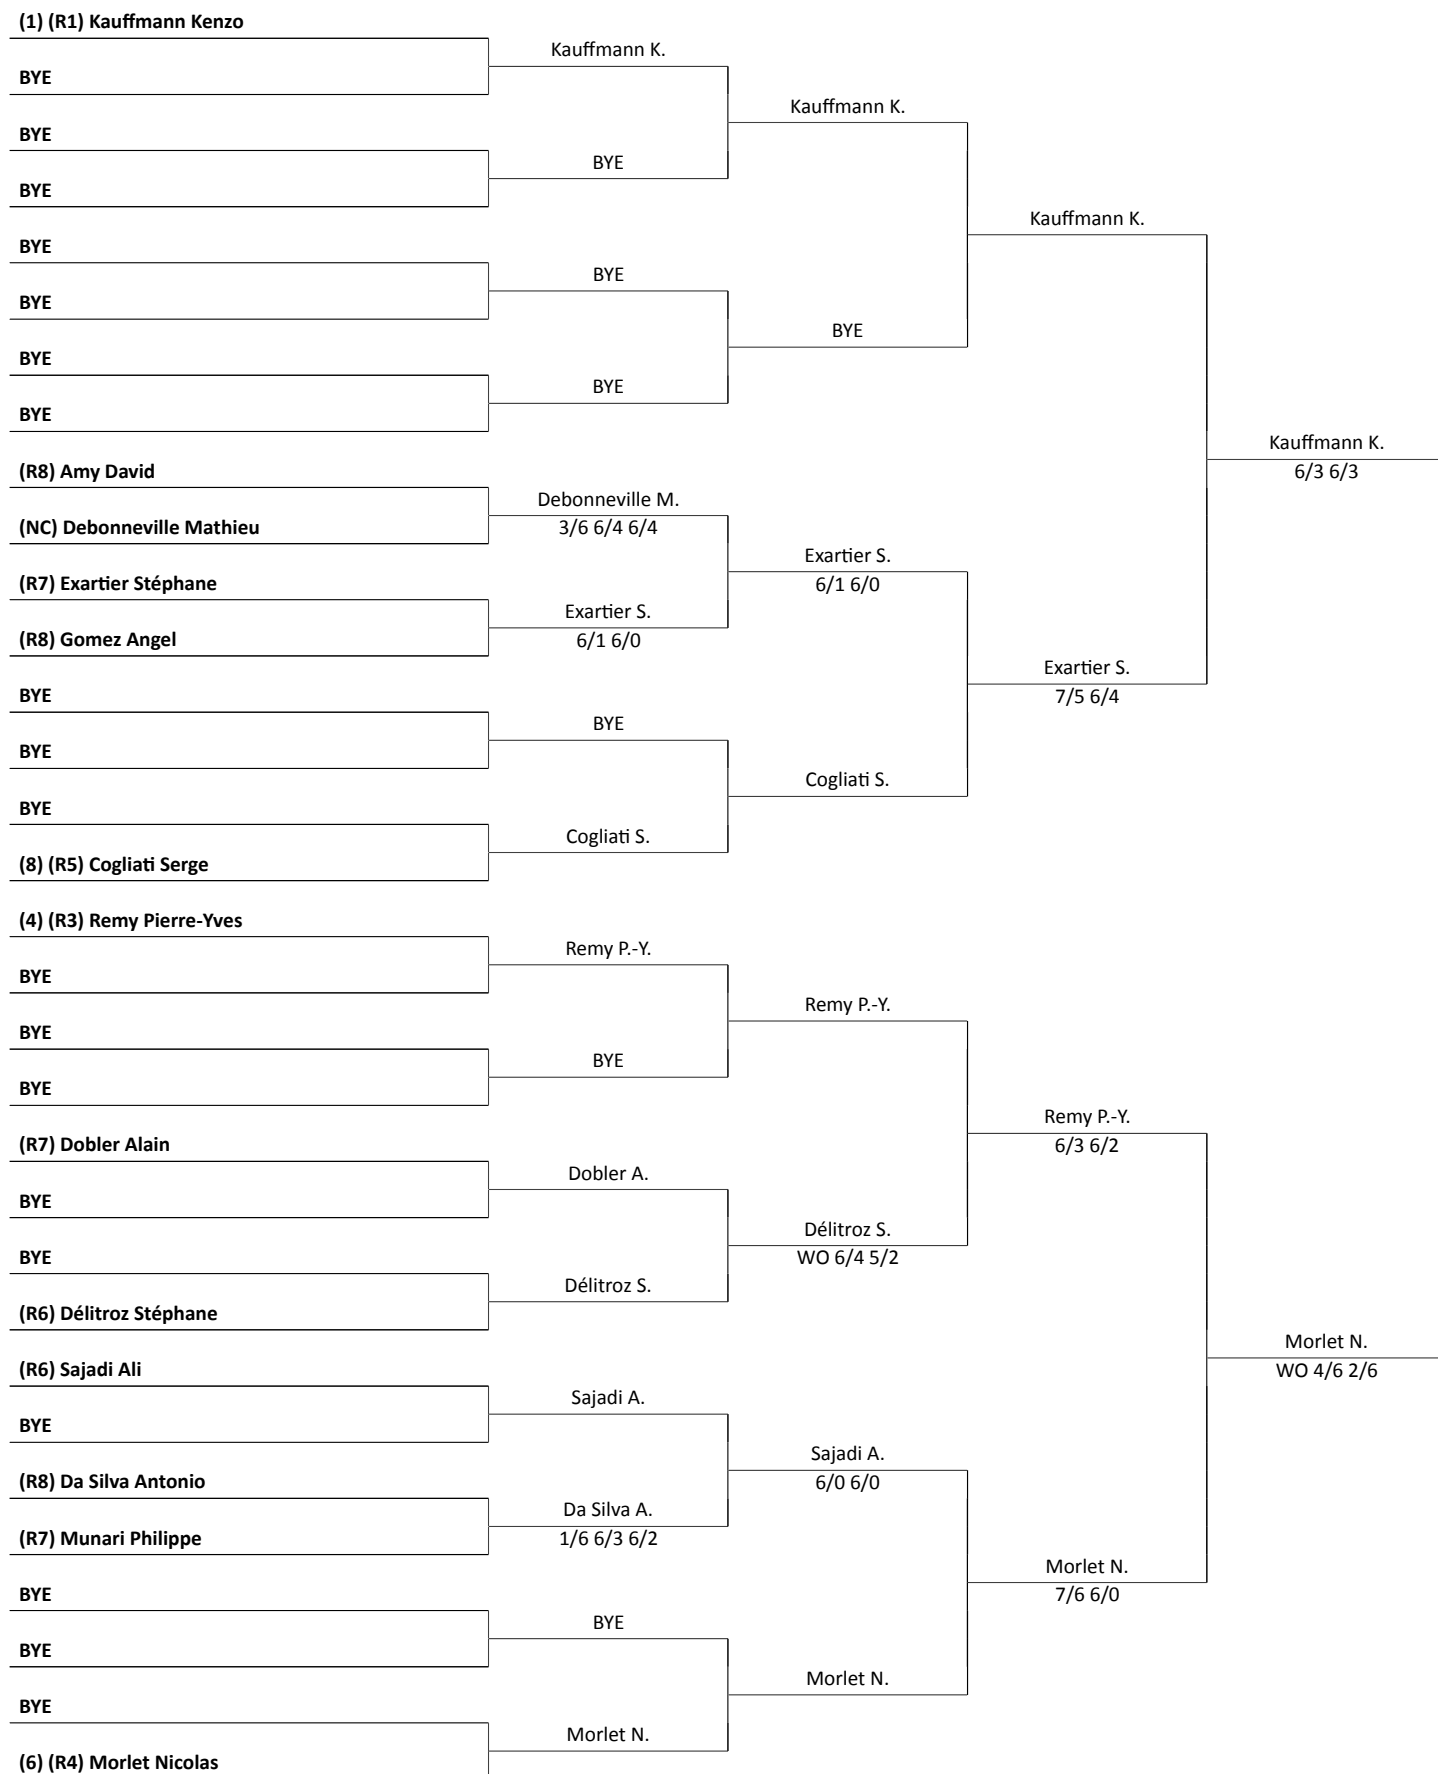 (1) (R1) Kauffmann Kenzo
Kauffmann K.
BYE
Kauffmann K.
BYE
BYE
BYE
Kauffmann K.
BYE
BYE
BYE
BYE
BYE
BYE
BYE
Kauffmann K.
6/3 6/3
(R8) Amy David
Debonneville M.
3/6 6/4 6/4
(NC) Debonneville Mathieu
Exartier S.
6/1 6/0
(R7) Exartier Stéphane
Exartier S.
6/1 6/0
(R8) Gomez Angel
Exartier S.
7/5 6/4
BYE
BYE
BYE
Cogliati S.
BYE
Cogliati S.
(8) (R5) Cogliati Serge
(4) (R3) Remy Pierre-Yves
Remy P.-Y.
BYE
Remy P.-Y.
BYE
BYE
BYE
Remy P.-Y.
6/3 6/2
(R7) Dobler Alain
Dobler A.
BYE
Délitroz S.
WO 6/4 5/2
BYE
Délitroz S.
(R6) Délitroz Stéphane
Morlet N.
WO 4/6 2/6
(R6) Sajadi Ali
Sajadi A.
BYE
Sajadi A.
6/0 6/0
(R8) Da Silva Antonio
Da Silva A.
1/6 6/3 6/2
(R7) Munari Philippe
Morlet N.
7/6 6/0
BYE
BYE
BYE
Morlet N.
BYE
Morlet N.
(6) (R4) Morlet Nicolas